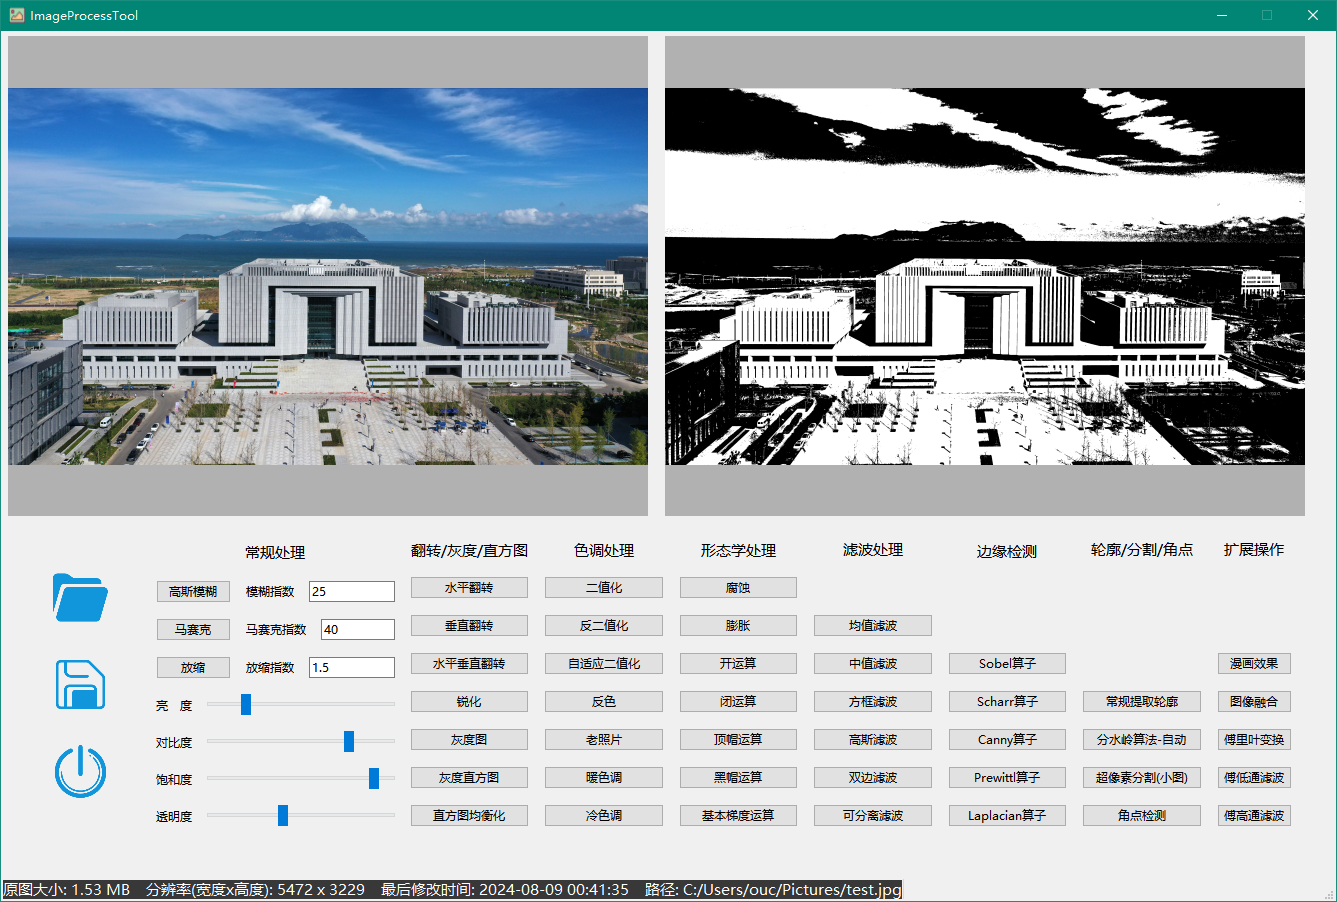 ImageProcessTool
常规处理
翻转/灰度/直方图
色调处理
形态学处理
滤波处理
边缘检测
轮廓/分割/角点
扩展操作
高斯模糊 模糊指数 25
马赛克 马赛克指数 40
放缩 放缩指数 1.5
亮 度
对比度
饱和度
透明度
水平翻转
垂直翻转
水平垂直翻转
锐化
灰度图
灰度直方图
直方图均衡化
二值化
反二值化
自适应二值化
反色
老照片
暖色调
冷色调
腐蚀
膨胀
开运算
闭运算
顶帽运算
黑帽运算
基本梯度运算
均值滤波
中值滤波
方框滤波
高斯滤波
双边滤波
可分离滤波
Sobel算子
Scharr算子
Canny算子
Prewittl算子
Laplacian算子
常规提取轮廓
分水岭算法-自动
超像素分割(小图)
角点检测
漫画效果
图像融合
傅里叶变换
傅低通滤波
傅高通滤波
原图大小: 1.53 MB 分辨率(宽度x高度): 5472 x 3229 最后修改时间: 2024-08-09 00:41:35 路径: C:/Users/ouc/Pictures/test.jpg